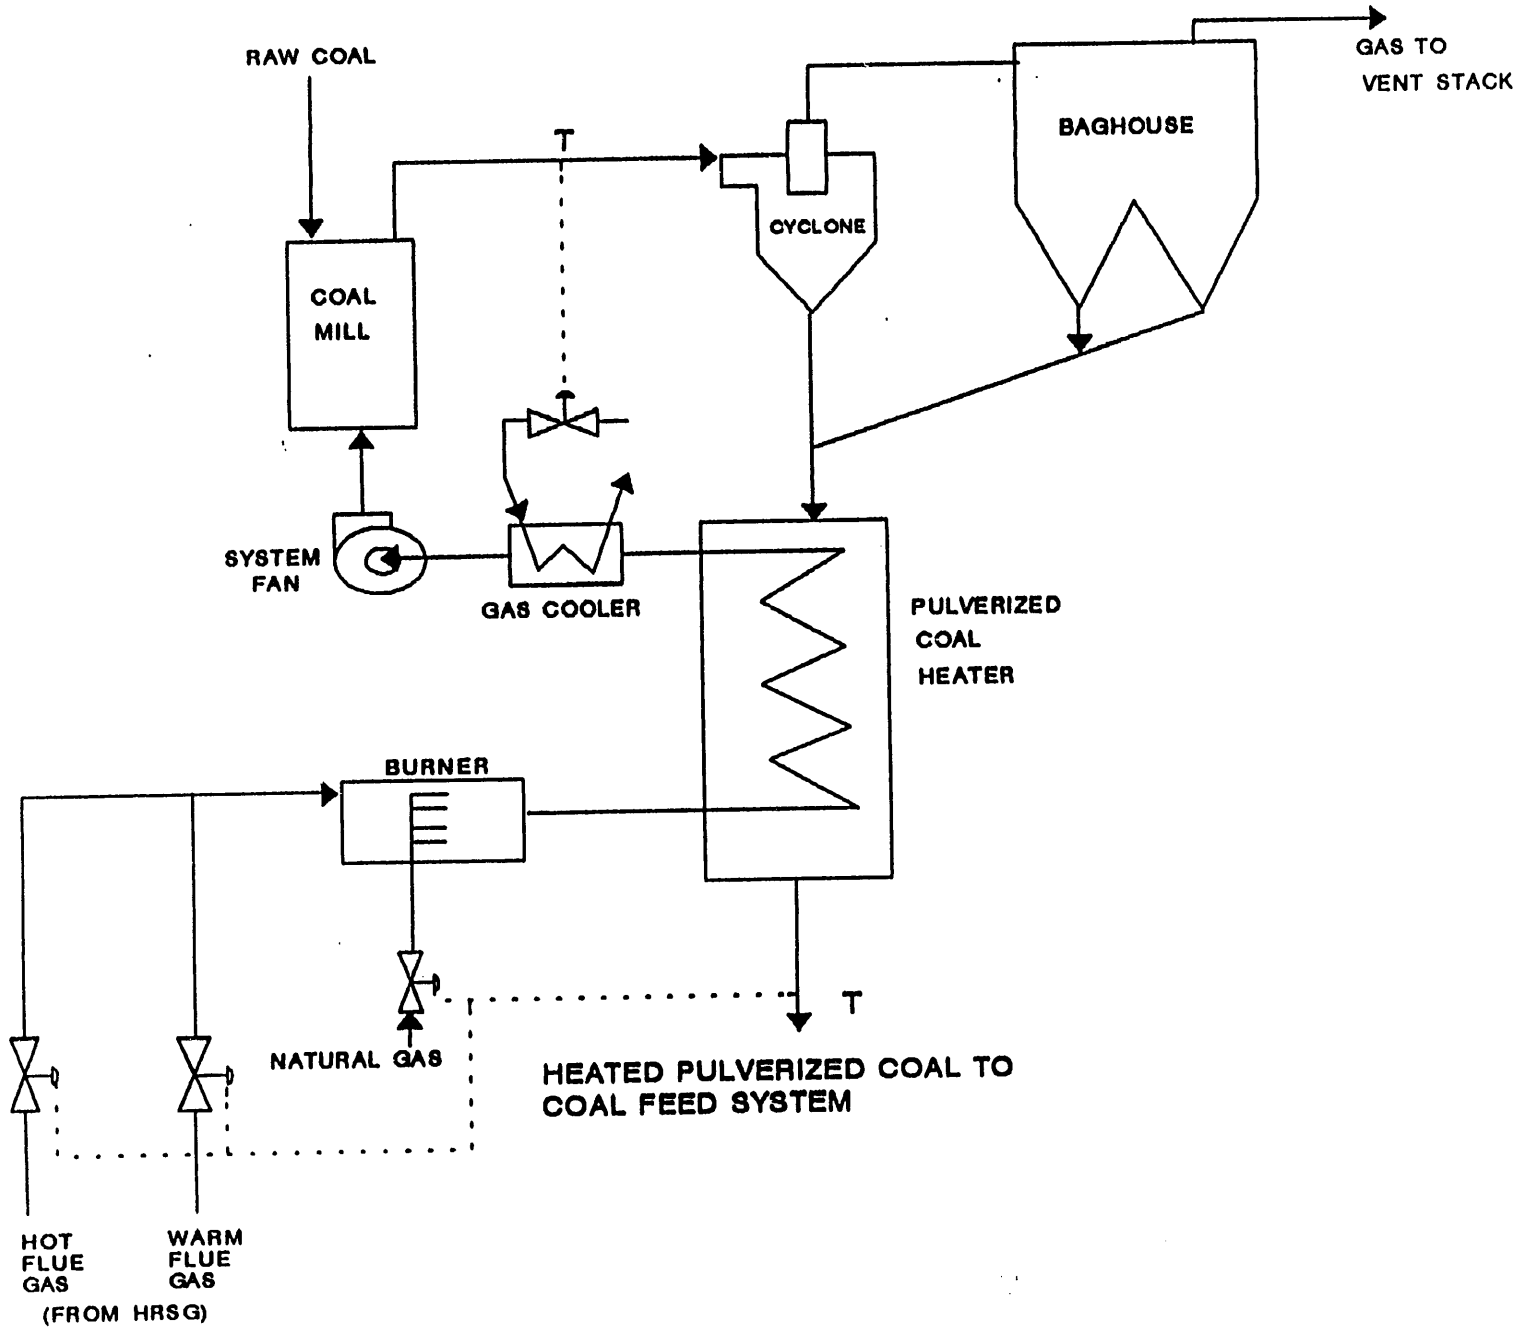 GAS TO
VENT STACK
RAW COAL
BAGHOUSE
T
CYCLONE
COAL
MILL
SYSTEM
FAN
GAS COOLER
PULVERIZED
COAL
HEATER
BURNER
T
NATURAL GAS
HEATED PULVERIZED COAL TO
COAL FEED SYSTEM
HOT
FLUE
GAS
WARM
FLUE
GAS
(FROM HRSG)